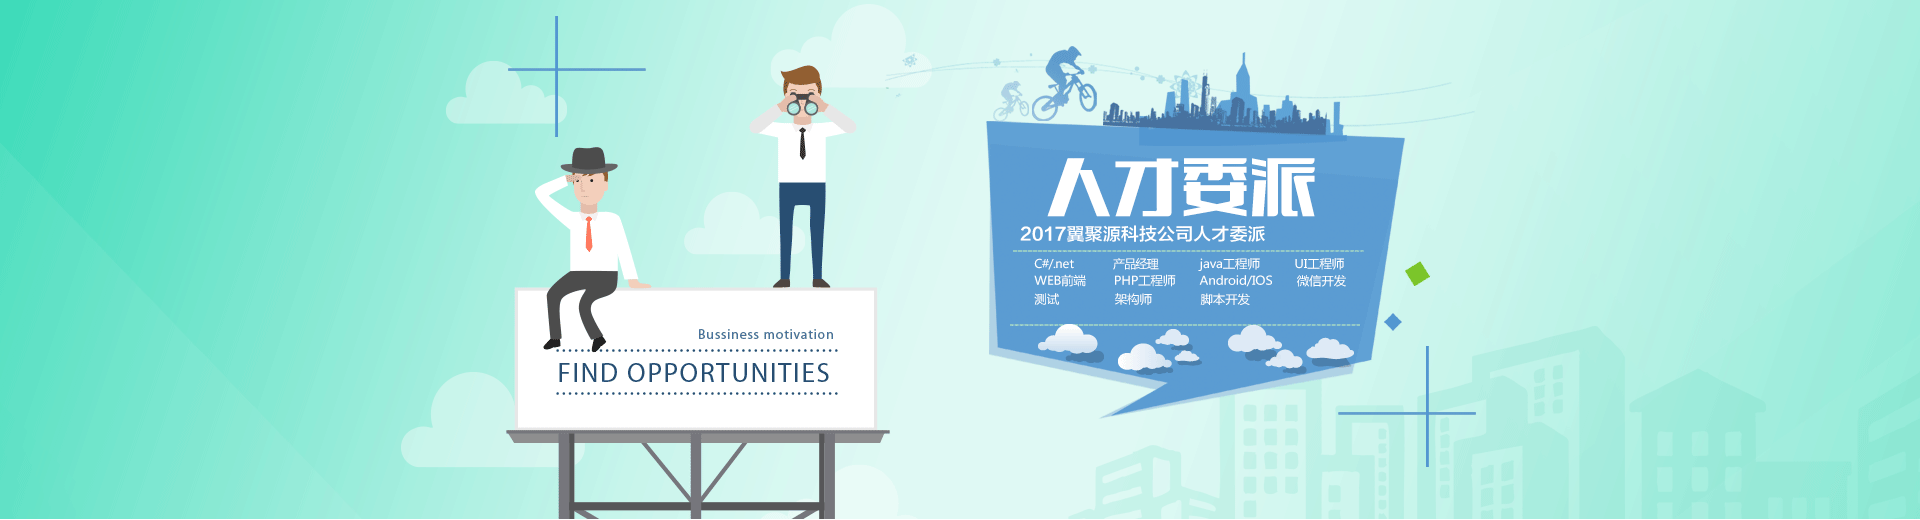 Bussiness motivation
FIND OPPORTUNITIES
人才委派
2017翼聚源科技公司人才委派
C#/.net 产品经理 java工程师 UI工程师
WEB前端 PHP工程师 Android/IOS 微信开发
测试 架构师 脚本开发